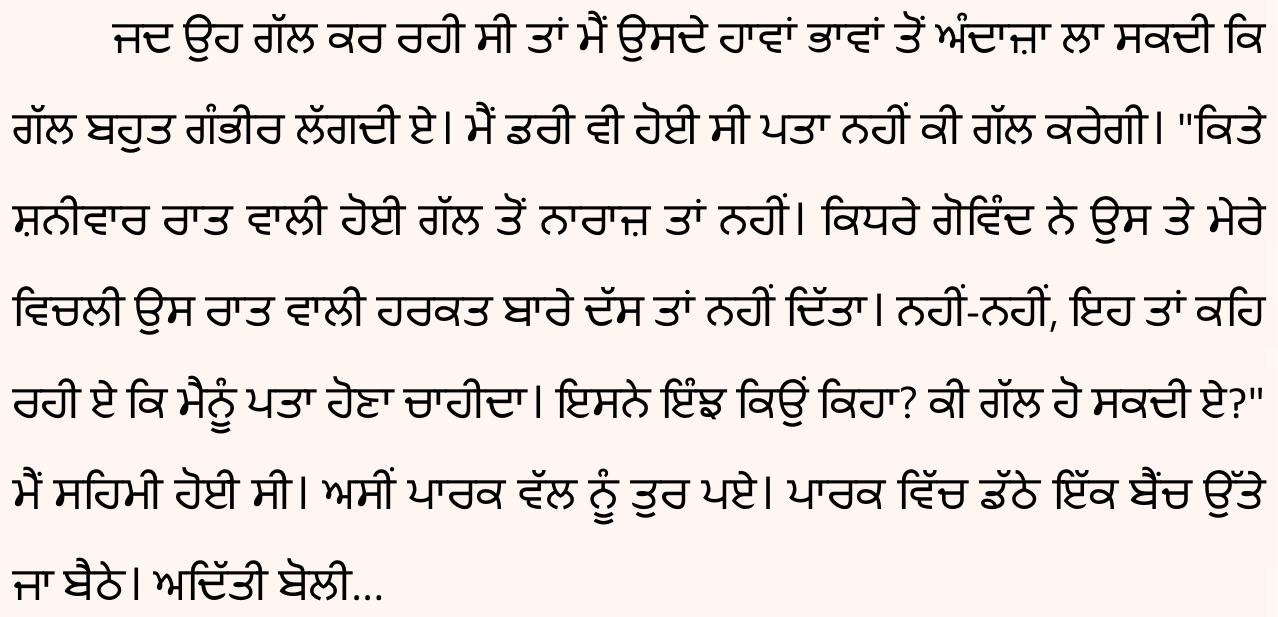 ਜਦ ਉਹ ਗੱਲ ਕਰ ਰਹੀ ਸੀ ਤਾਂ ਮੈਂ ਉਸਦੇ ਹਾਵਾਂ ਭਾਵਾਂ ਤੋਂ ਅੰਦਾਜ਼ਾ ਲਾ ਸਕਦੀ ਕਿ
ਗੱਲ ਬਹੁਤ ਗੰਭੀਰ ਲੱਗਦੀ ਏ। ਮੈਂ ਡਰੀ ਵੀ ਹੋਈ ਸੀ ਪਤਾ ਨਹੀਂ ਕੀ ਗੱਲ ਕਰੇਗੀ। "ਕਿਤੇ
ਸ਼ਨੀਵਾਰ ਰਾਤ ਵਾਲੀ ਹੋਈ ਗੱਲ ਤੋਂ ਨਾਰਾਜ਼ ਤਾਂ ਨਹੀਂ। ਕਿਧਰੇ ਗੋਵਿੰਦ ਨੇ ਉਸ ਤੇ ਮੇਰੇ
ਵਿਚਲੀ ਉਸ ਰਾਤ ਵਾਲੀ ਹਰਕਤ ਬਾਰੇ ਦੱਸ ਤਾਂ ਨਹੀਂ ਦਿੱਤਾ। ਨਹੀਂ-ਨਹੀਂ, ਇਹ ਤਾਂ ਕਹਿ
ਰਹੀ ਏ ਕਿ ਮੈਨੂੰ ਪਤਾ ਹੋਣਾ ਚਾਹੀਦਾ। ਇਸਨੇ ਇੰਝ ਕਿਉਂ ਕਿਹਾ? ਕੀ ਗੱਲ ਹੋ ਸਕਦੀ ਏ?"
ਮੈਂ ਸਹਿਮੀ ਹੋਈ ਸੀ। ਅਸੀਂ ਪਾਰਕ ਵੱਲ ਨੂੰ ਤੁਰ ਪਏ। ਪਾਰਕ ਵਿੱਚ ਡੱਠੇ ਇੱਕ ਬੈਂਚ ਉੱਤੇ
ਜਾ ਬੈਠੇ। ਅਦਿੱਤੀ ਬੋਲੀ...